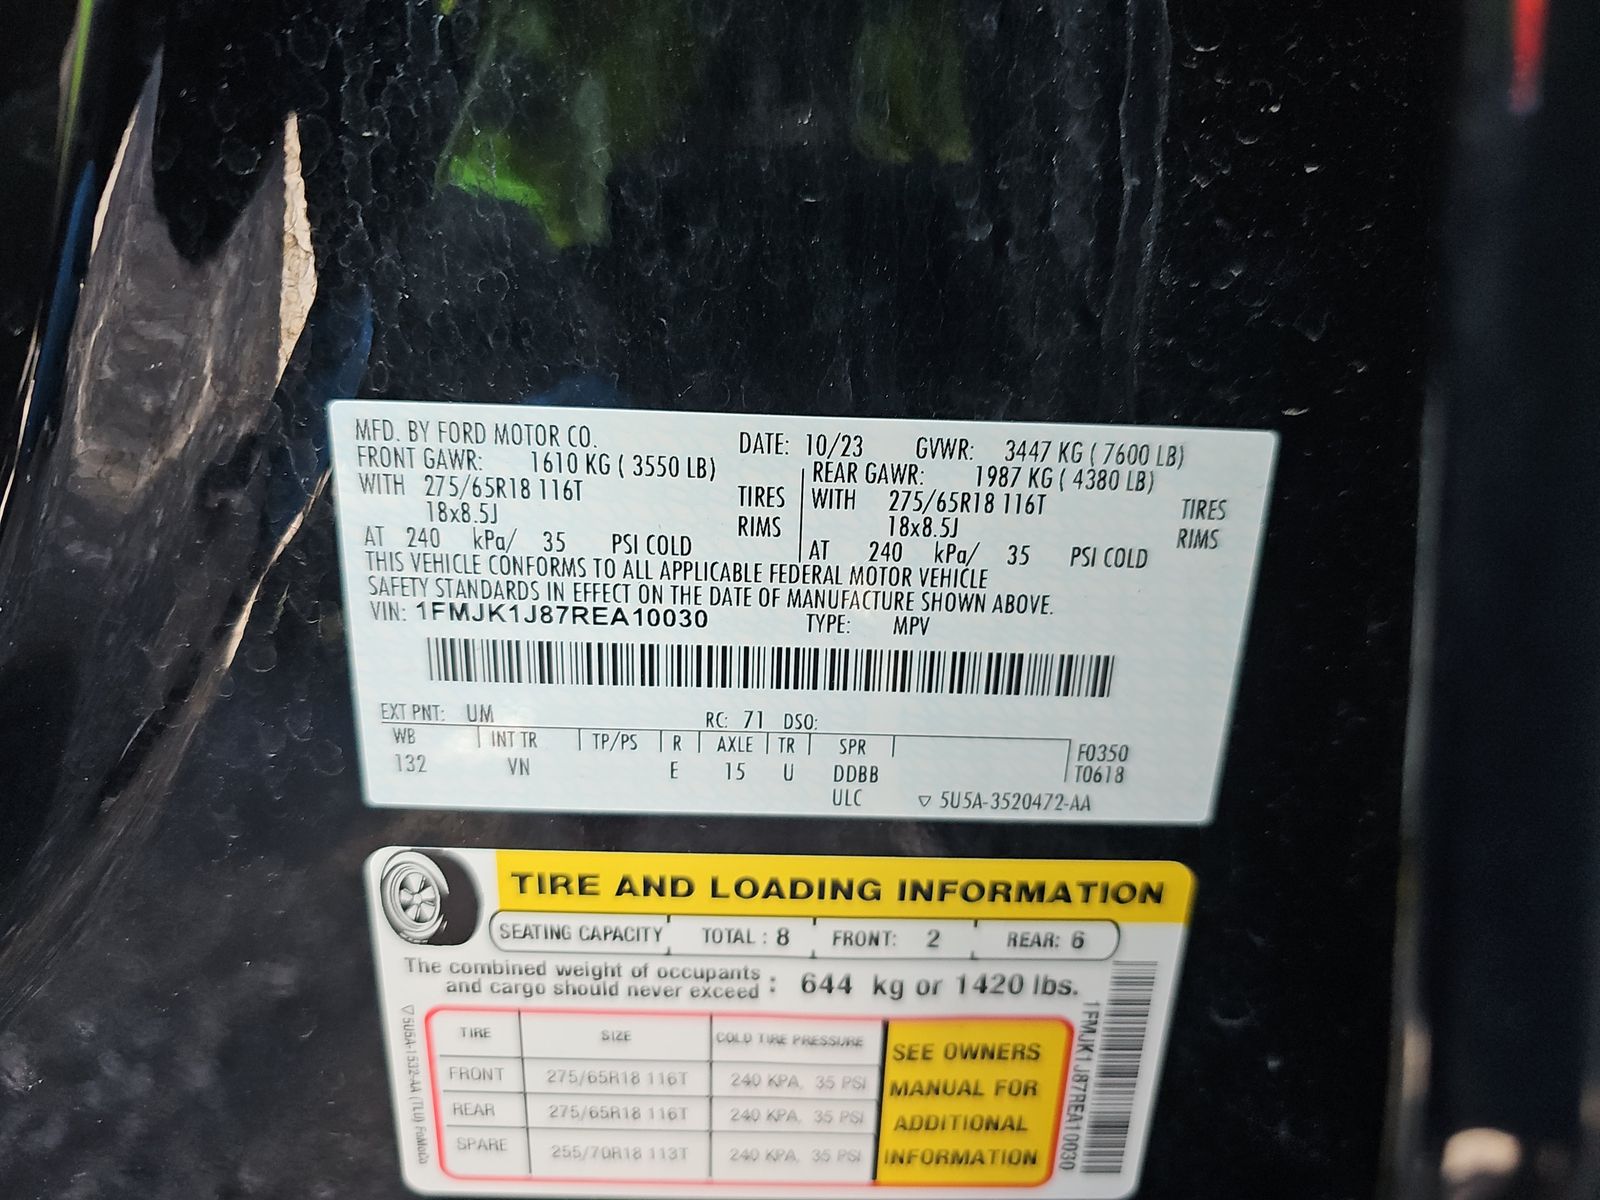 MFD. BY FORD MOTOR CO. DATE: 10/23 GVWR: 3447 KG ( 7600 LB)
FRONT GAWR: 1610 KG ( 3550 LB) REAR GAWR: 1987 KG ( 4380 LB)
WITH 275/65R18 116T TIRES WITH 275/65R18 116T TIRES
18x8.5J RIMS 18x8.5J RIMS
AT 240 kPa/ 35 PSI COLD AT 240 kPa/ 35 PSI COLD
THIS VEHICLE CONFORMS TO ALL APPLICABLE FEDERAL MOTOR VEHICLE
SAFETY STANDARDS IN EFFECT ON THE DATE OF MANUFACTURE SHOWN ABOVE.
VIN: 1FMJK1J87REA10030 TYPE: MPV
EXT PNT: UM RC: 71 DSO:
WB INT TR TP/PS R AXLE TR SPR F0350
132 VN E 15 U DDBB T0618
ULC ▽ 5U5A-3520472-AA
TIRE AND LOADING INFORMATION
SEATING CAPACITY TOTAL : 8 FRONT: 2 REAR: 6
The combined weight of occupants
and cargo should never exceed : 644 kg or 1420 lbs.
TIRE SIZE COLD TIRE PRESSURE
FRONT 275/65R18 116T 240 KPA, 35 PSI
REAR 275/65R18 116T 240 KPA, 35 PSI
SPARE 255/70R18 113T 240 KPA, 35 PSI
SEE OWNERS
MANUAL FOR
ADDITIONAL
INFORMATION
1FMJK1J87REA10030
▽5U5A-1532-AA (TLU) FoMoCo